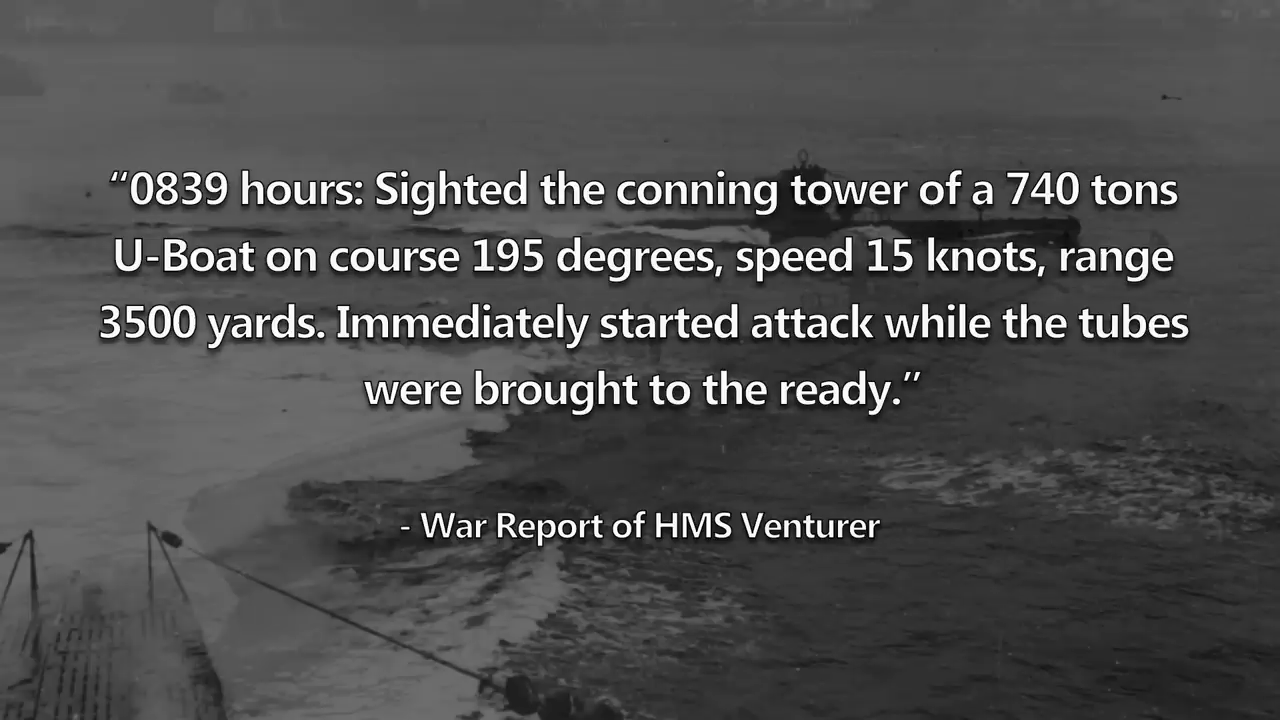 “0839 hours: Sighted the conning tower of a 740 tons
U-Boat on course 195 degrees, speed 15 knots, range
3500 yards. Immediately started attack while the tubes
were brought to the ready.”
- War Report of HMS Venturer